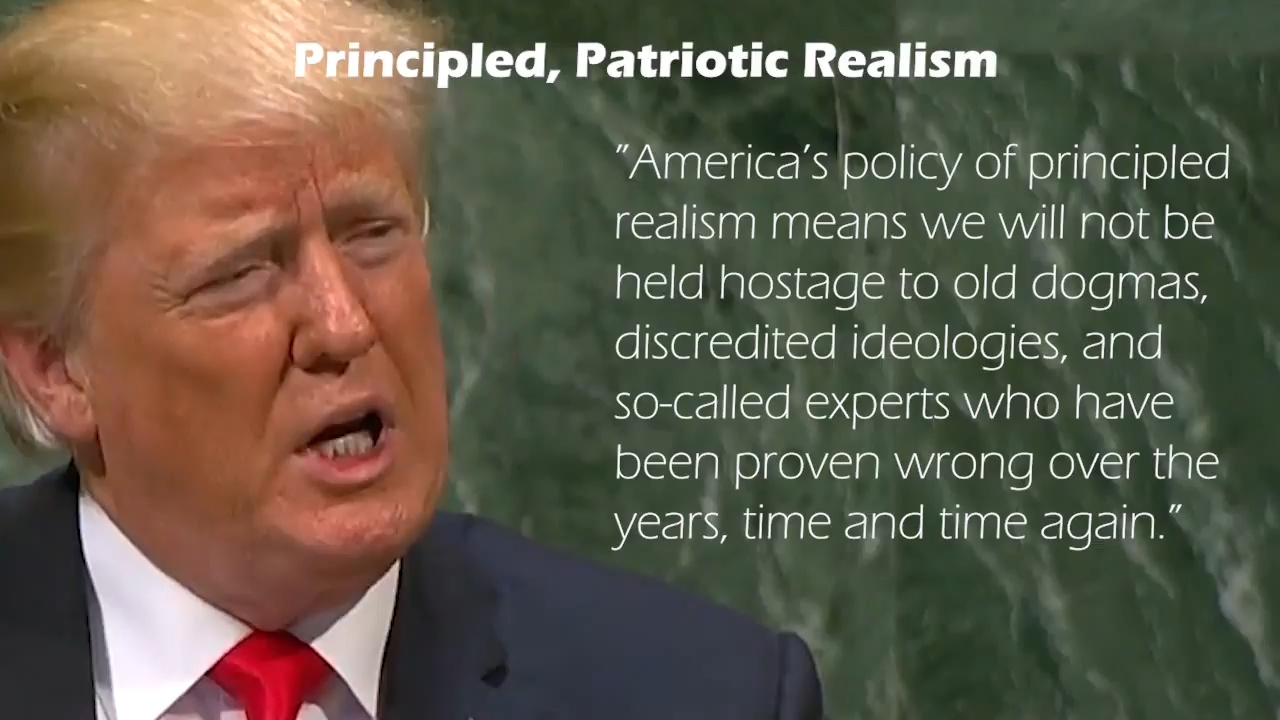 Principled, Patriotic Realism
"America's policy of principled
realism means we will not be
held hostage to old dogmas,
discredited ideologies, and
so-called experts who have
been proven wrong over the
years, time and time again."